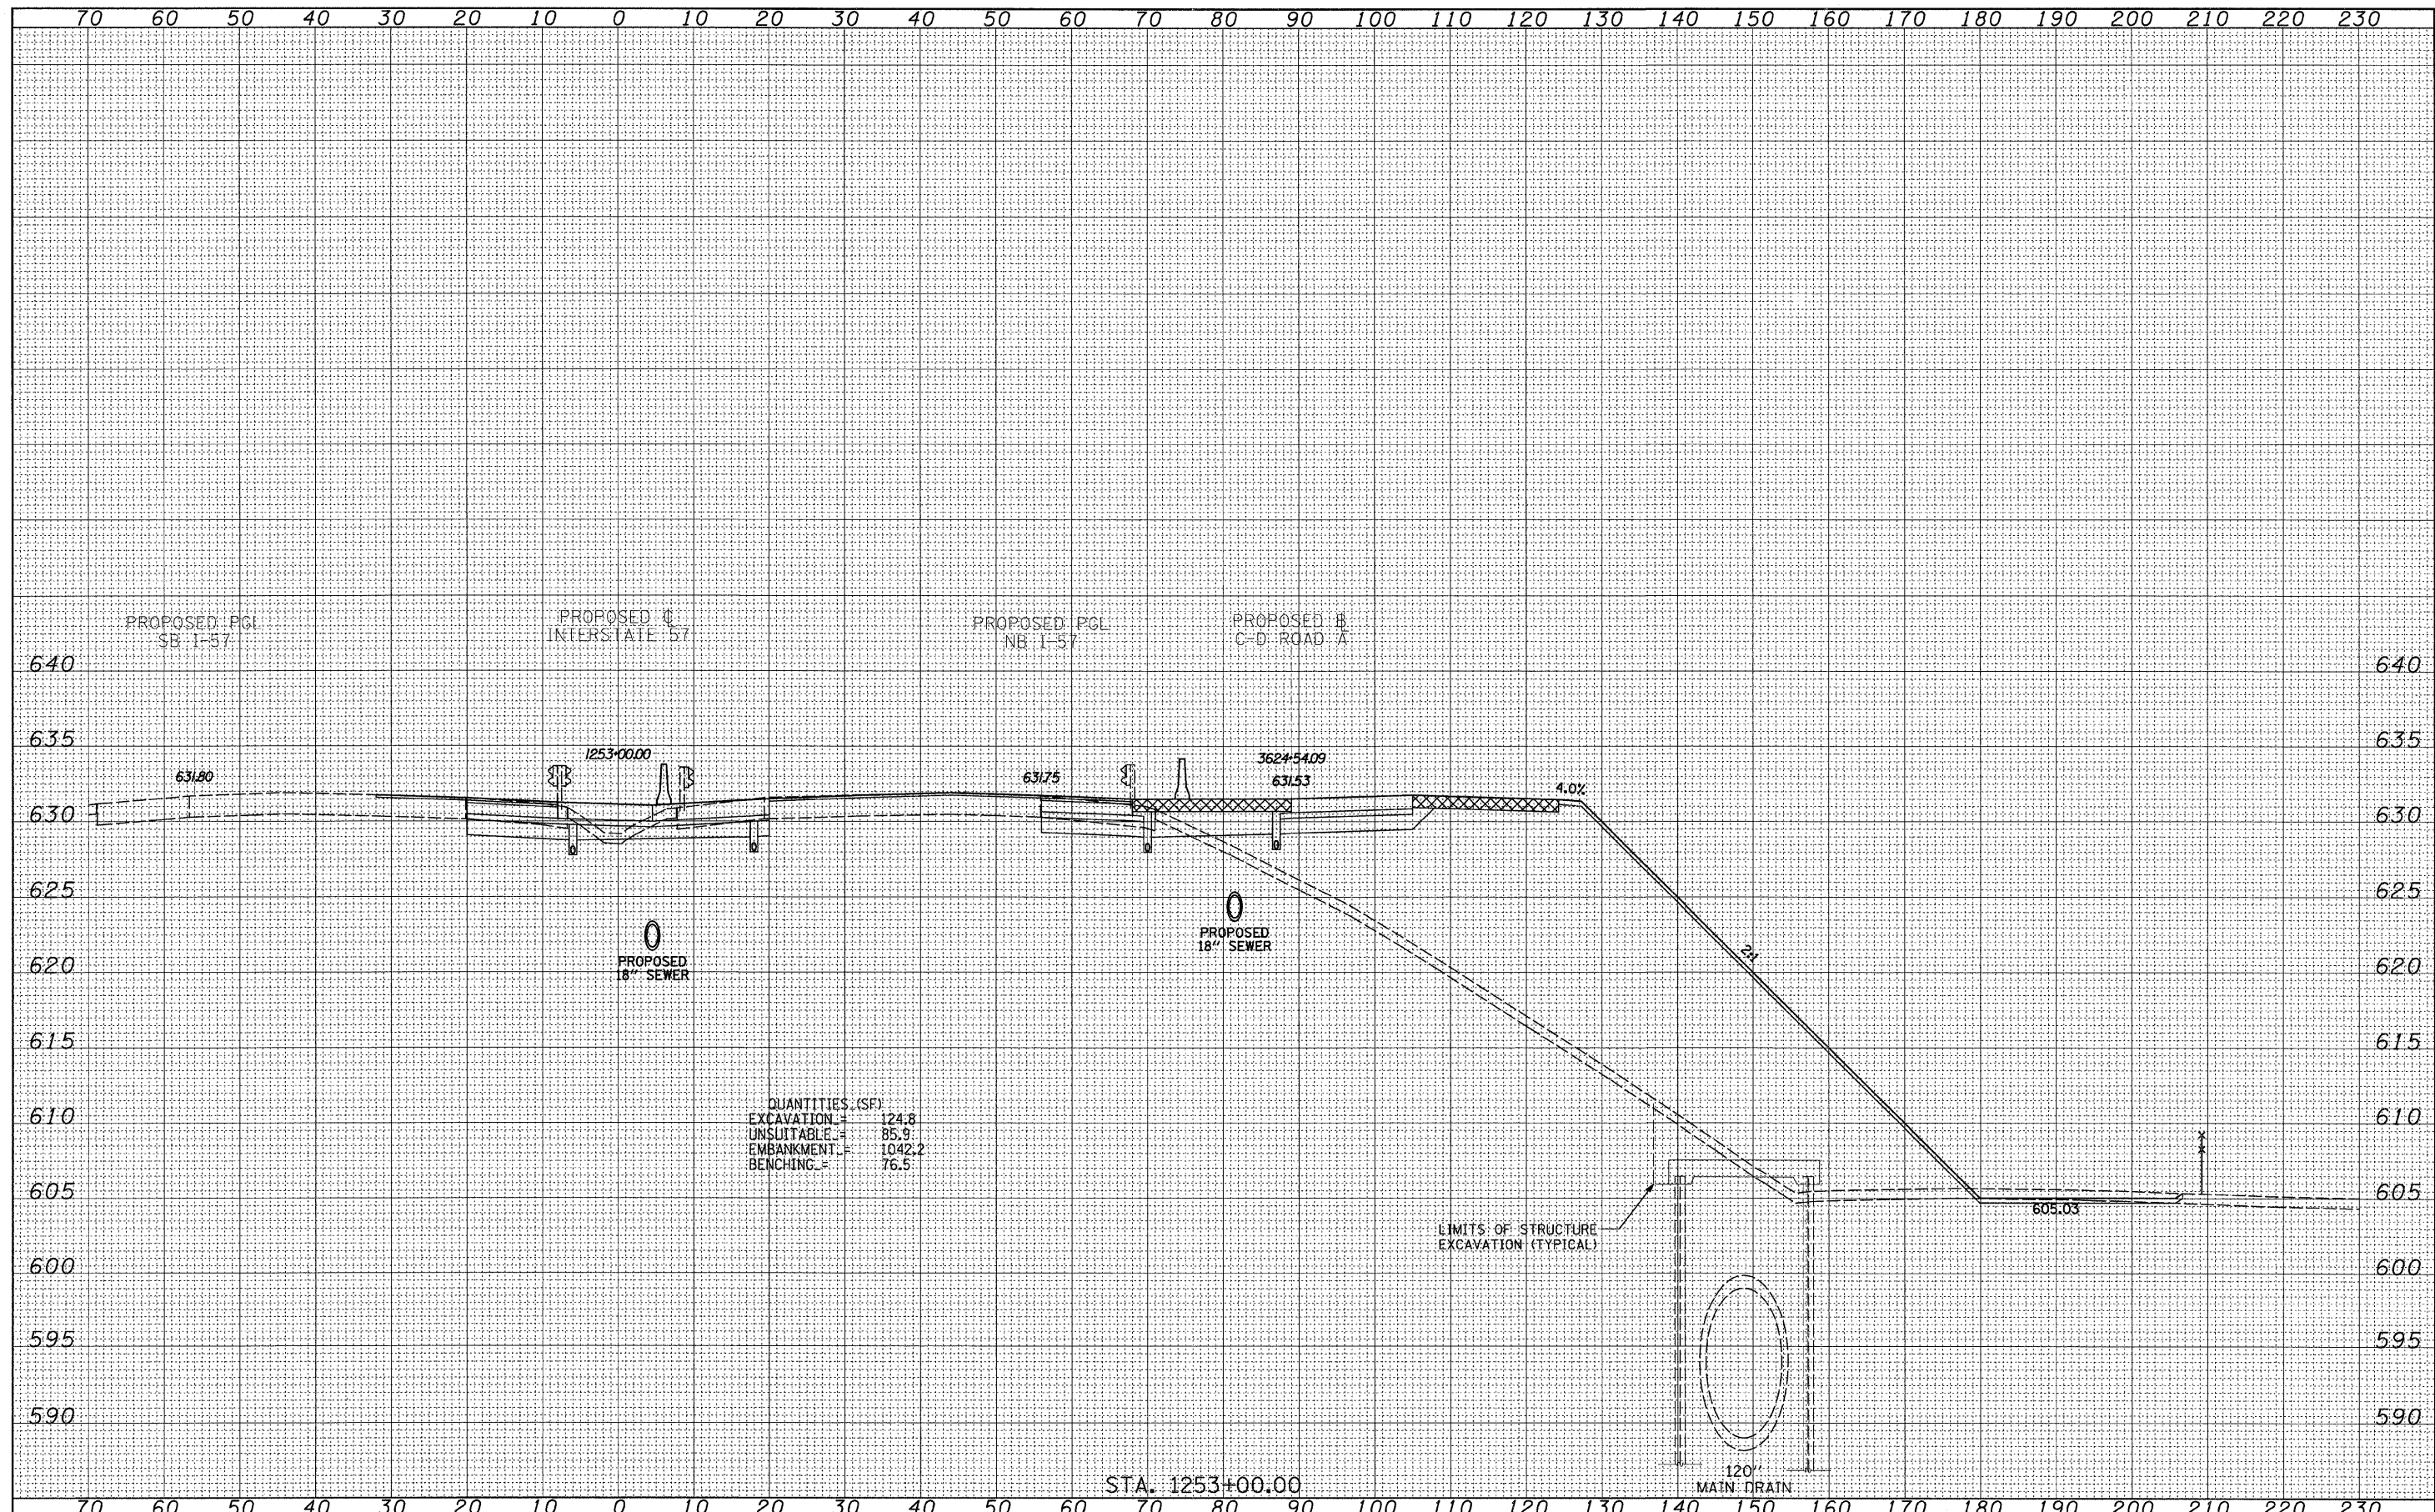 70 60 50 40 30 20 10 0 10 20 30 40 50 60 70 80 90 100 110 120 130 140 150 160 170 180 190 200 210 220 230
PROPOSED PGL
SB I-57
PROPOSED ℄
INTERSTATE 57
PROPOSED PGL
NB I-57
PROPOSED B
C-D ROAD A
640 640
635 635
1253+00.00
3624+54.09
631.80
631.75
631.53
4.0%
630 630
625 625
PROPOSED
18" SEWER
PROPOSED
18" SEWER
2:1
620 620
615 615
610 610
QUANTITIES (SF)
EXCAVATION = 124.8
UNSUITABLE = 85.9
EMBANKMENT = 1042.2
BENCHING = 76.5
605 605
605.03
LIMITS OF STRUCTURE
EXCAVATION (TYPICAL)
600 600
595 595
590 590
120"
MAIN DRAIN
STA. 1253+00.00
70 60 50 40 30 20 10 0 10 20 30 40 50 60 70 80 90 100 110 120 130 140 150 160 170 180 190 200 210 220 230